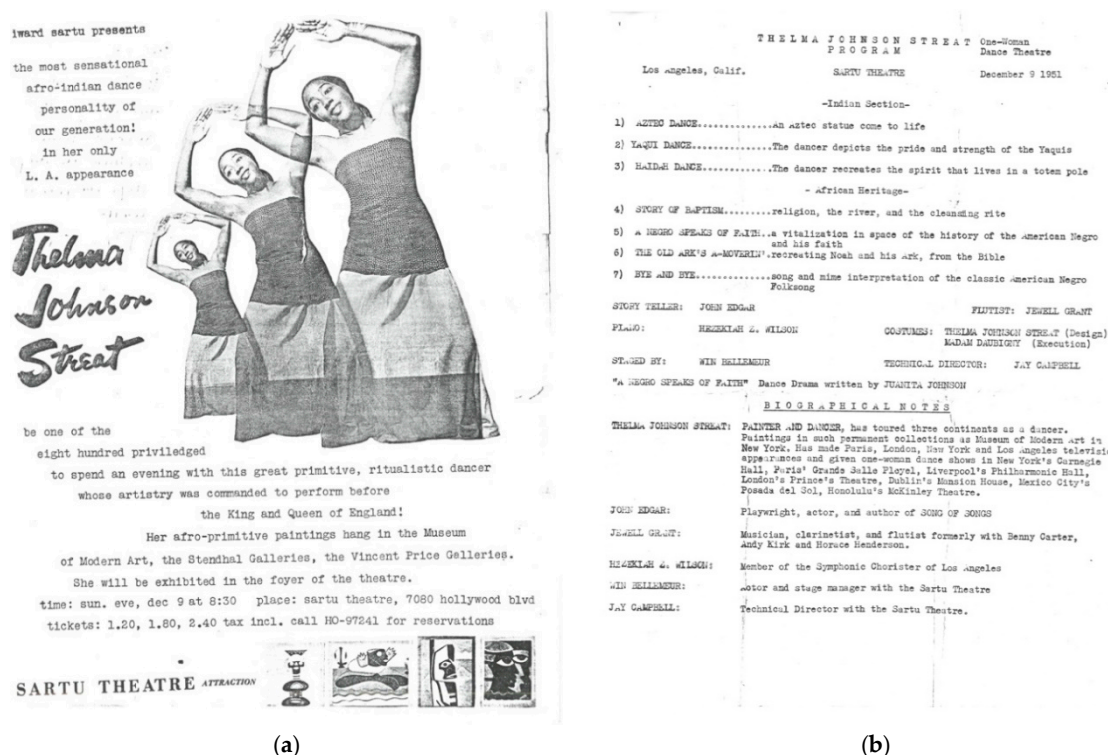 iward sartu presents
the most sensational
afro-indian dance
personality of
our generation!
in her only
L. A. appearance
Thelma
Johnson
Streat
be one of the
eight hundred priviledged
to spend an evening with this great primitive, ritualistic dancer
whose artistry was commanded to perform before
the King and Queen of England!
Her afro-primitive paintings hang in the Museum
of Modern Art, the Stendhal Galleries, the Vincent Price Galleries.
She will be exhibited in the foyer of the theatre.
time: sun. eve, dec 9 at 8:30 place: sartu theatre, 7080 hollywood blvd
tickets: 1.20, 1.80, 2.40 tax incl. call HO-97241 for reservations
SARTU THEATRE ATTRACTION
(a)
THELMA JOHNSON STREAT One-Woman
PROGRAM Dance Theatre
Los Angeles, Calif. SARTU THEATRE December 9 1951
-Indian Section-
1) AZTEC DANCE.............An Aztec statue come to life
2) YAQUI DANCE.............The dancer depicts the pride and strength of the Yaquis
3) HAIDAH DANCE............The dancer recreates the spirit that lives in a totem pole
- African Heritage-
4) STORY OF BAPTISM........religion, the river, and the cleansing rite
5) A NEGRO SPEAKS OF FAITH..a vitalization in space of the history of the American Negro
and his faith
6) THE OLD ARK'S A-MOVERIN'.recreating Noah and his Ark, from the Bible
7) BYE AND BYE.............song and mime interpretation of the classic American Negro
Folksong
STORY TELLER: JOHN EDGAR FLUTIST: JEWELL GRANT
PIANO: HEZEKIAH Z. WILSON COSTUMES: THELMA JOHNSON STREAT (Design)
MADAM DAUBIGNY (Execution)
STAGED BY: WIN BELLEMEUR TECHNICAL DIRECTOR: JAY CAMPBELL
"A NEGRO SPEAKS OF FAITH" Dance Drama written by JUANITA JOHNSON
BIOGRAPHICAL NOTES
THELMA JOHNSON STREAT: PAINTER AND DANCER, has toured three continents as a dancer.
Paintings in such permanent collections as Museum of Modern Art in
New York. Has made Paris, London, New York and Los Angeles televisio
appearances and given one-woman dance shows in New York's Carnegie
Hall, Paris' Grande Salle Pleyel, Liverpool's Philharmonic Hall,
London's Prince's Theatre, Dublin's Mansion House, Mexico City's
Posada del Sol, Honolulu's McKinley Theatre.
JOHN EDGAR: Playwright, actor, and author of SONG OF SONGS
JEWELL GRANT: Musician, clarinetist, and flutist formerly with Benny Carter,
Andy Kirk and Horace Henderson.
HEZEKIAH Z. WILSON: Member of the Symphonic Chorister of Los Angeles
WIN BELLEMEUR: Actor and stage manager with the Sartu Theatre
JAY CAMPBELL: Technical Director with the Sartu Theatre.
(b)